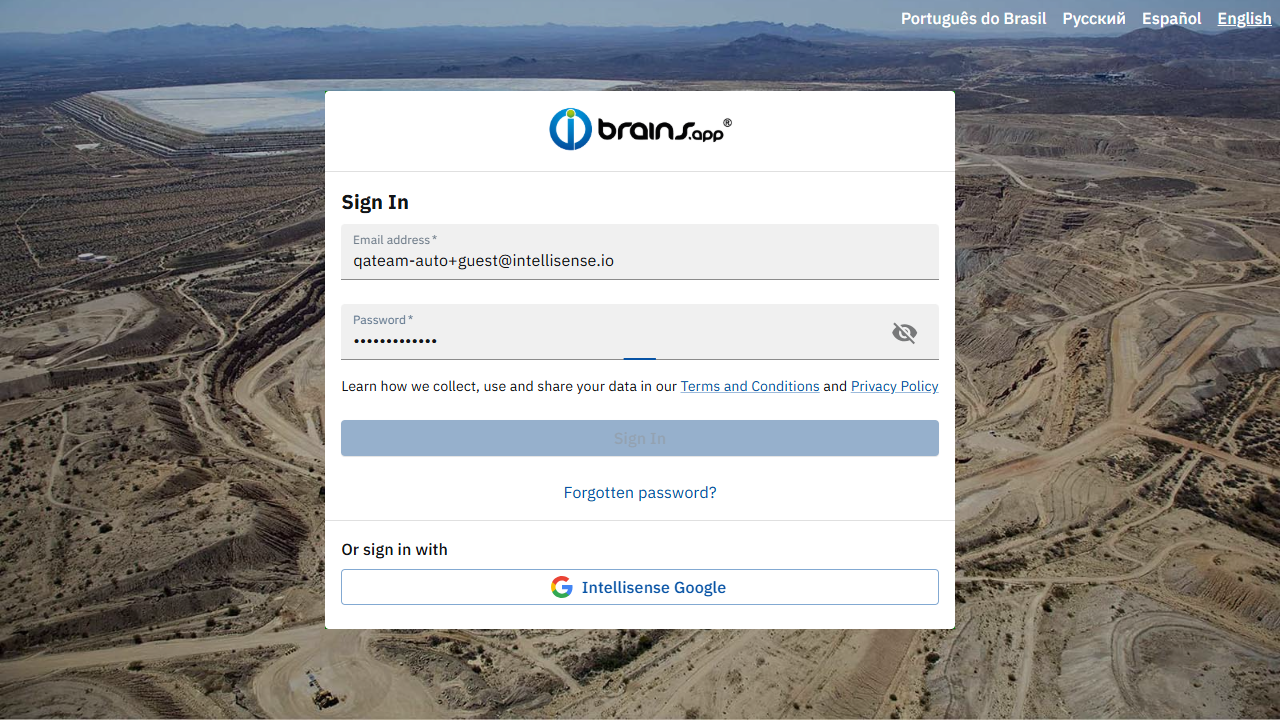 Português do Brasil Русский Español English
brains.app®
Sign In
Email address *
qateam-auto+guest@intellisense.io
Password *
•••••••••••••
Learn how we collect, use and share your data in our Terms and Conditions and Privacy Policy
Sign In
Forgotten password?
Or sign in with
Intellisense Google